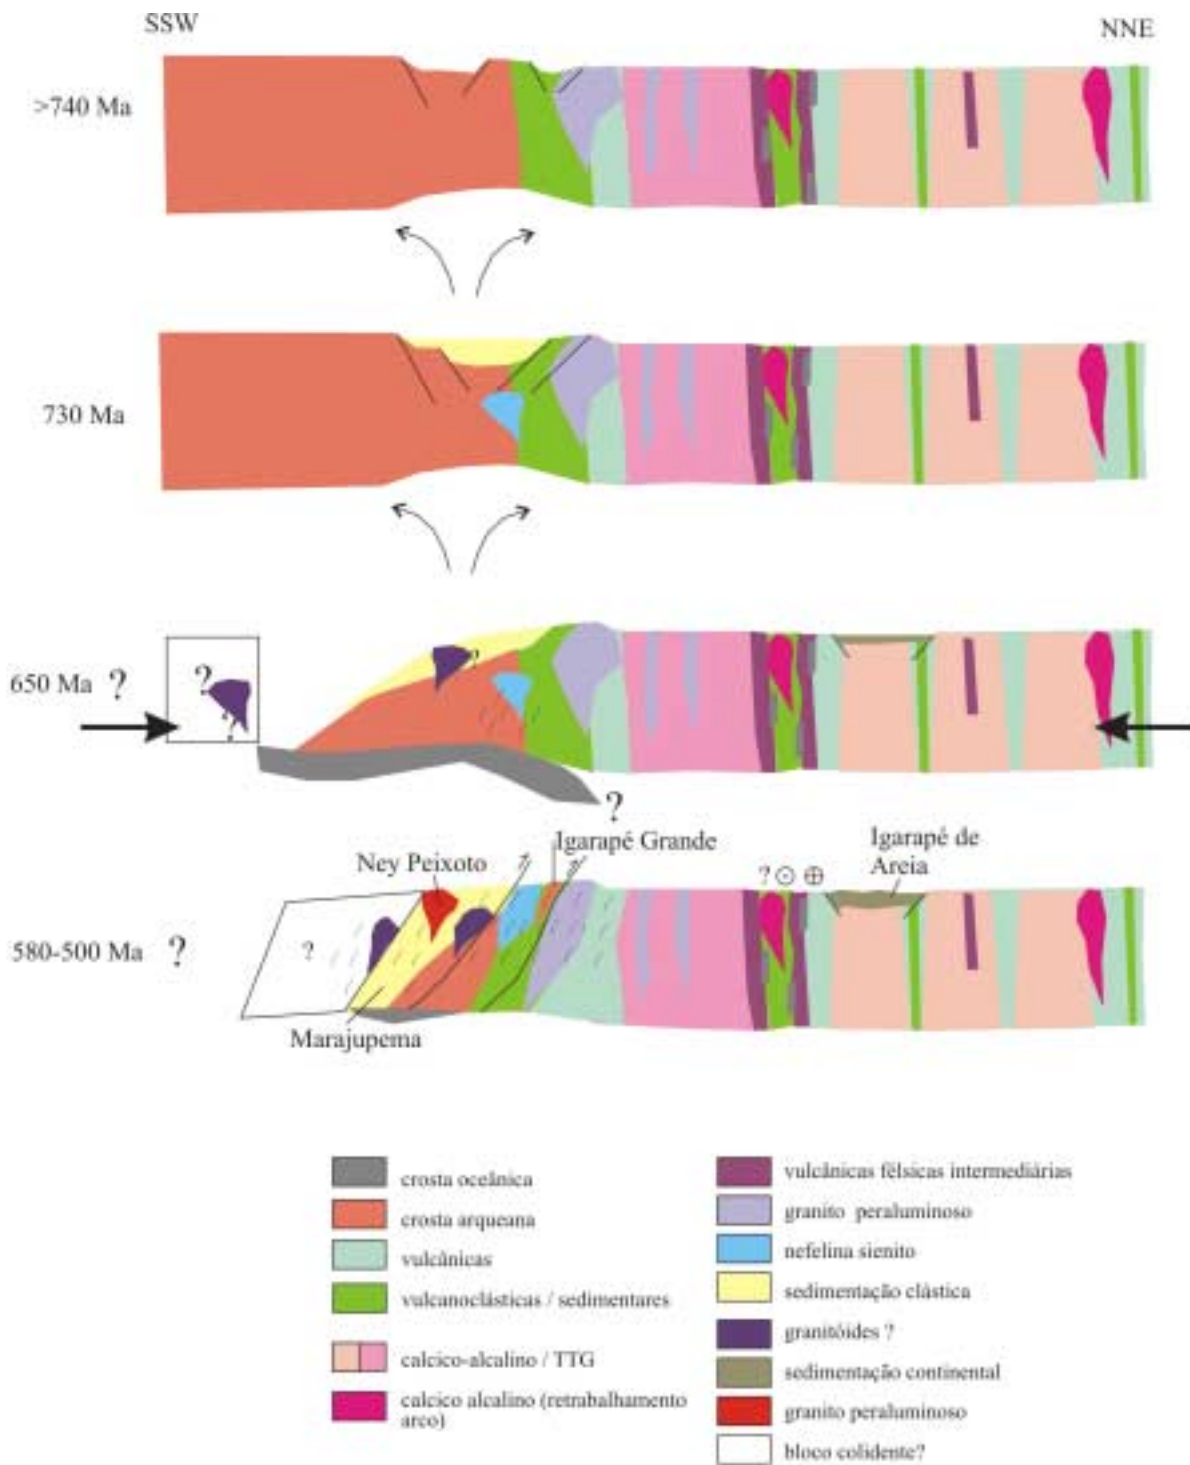 SSW
NNE
>740 Ma
730 Ma
650 Ma ?
?
?
?
?
?
Igarapé Grande
Igarapé de
Areia
Ney Peixoto
?
580-500 Ma ?
?
Marajupema
crosta oceânica
crosta arqueana
vulcânicas
vulcanoclásticas / sedimentares
calcico-alcalino / TTG
calcico alcalino (retrabalhamento
arco)
vulcânicas félsicas intermediárias
granito peraluminoso
nefelina sienito
sedimentação clástica
granitóides ?
sedimentação continental
granito peraluminoso
bloco colidente?